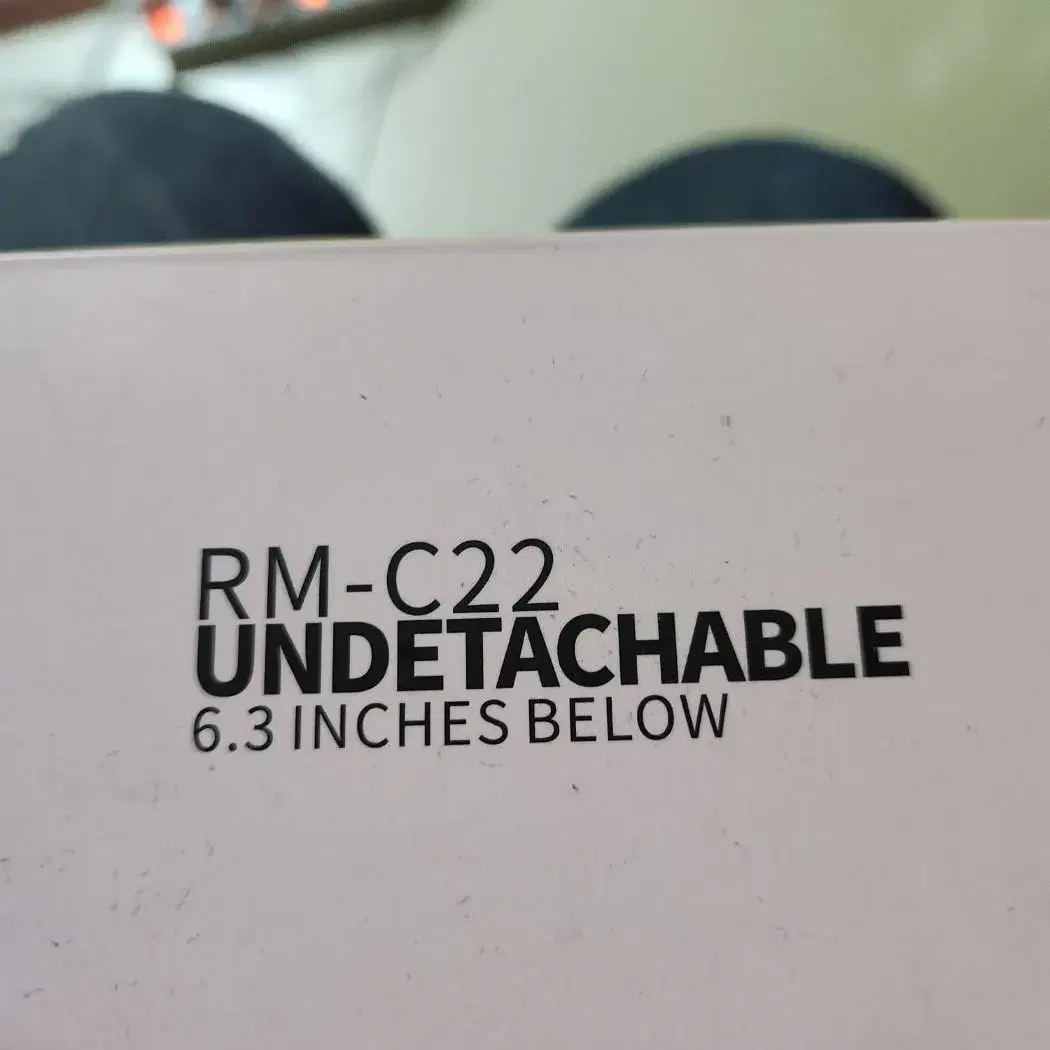 RM-C22
UNDETACHABLE
6.3 INCHES BELOW